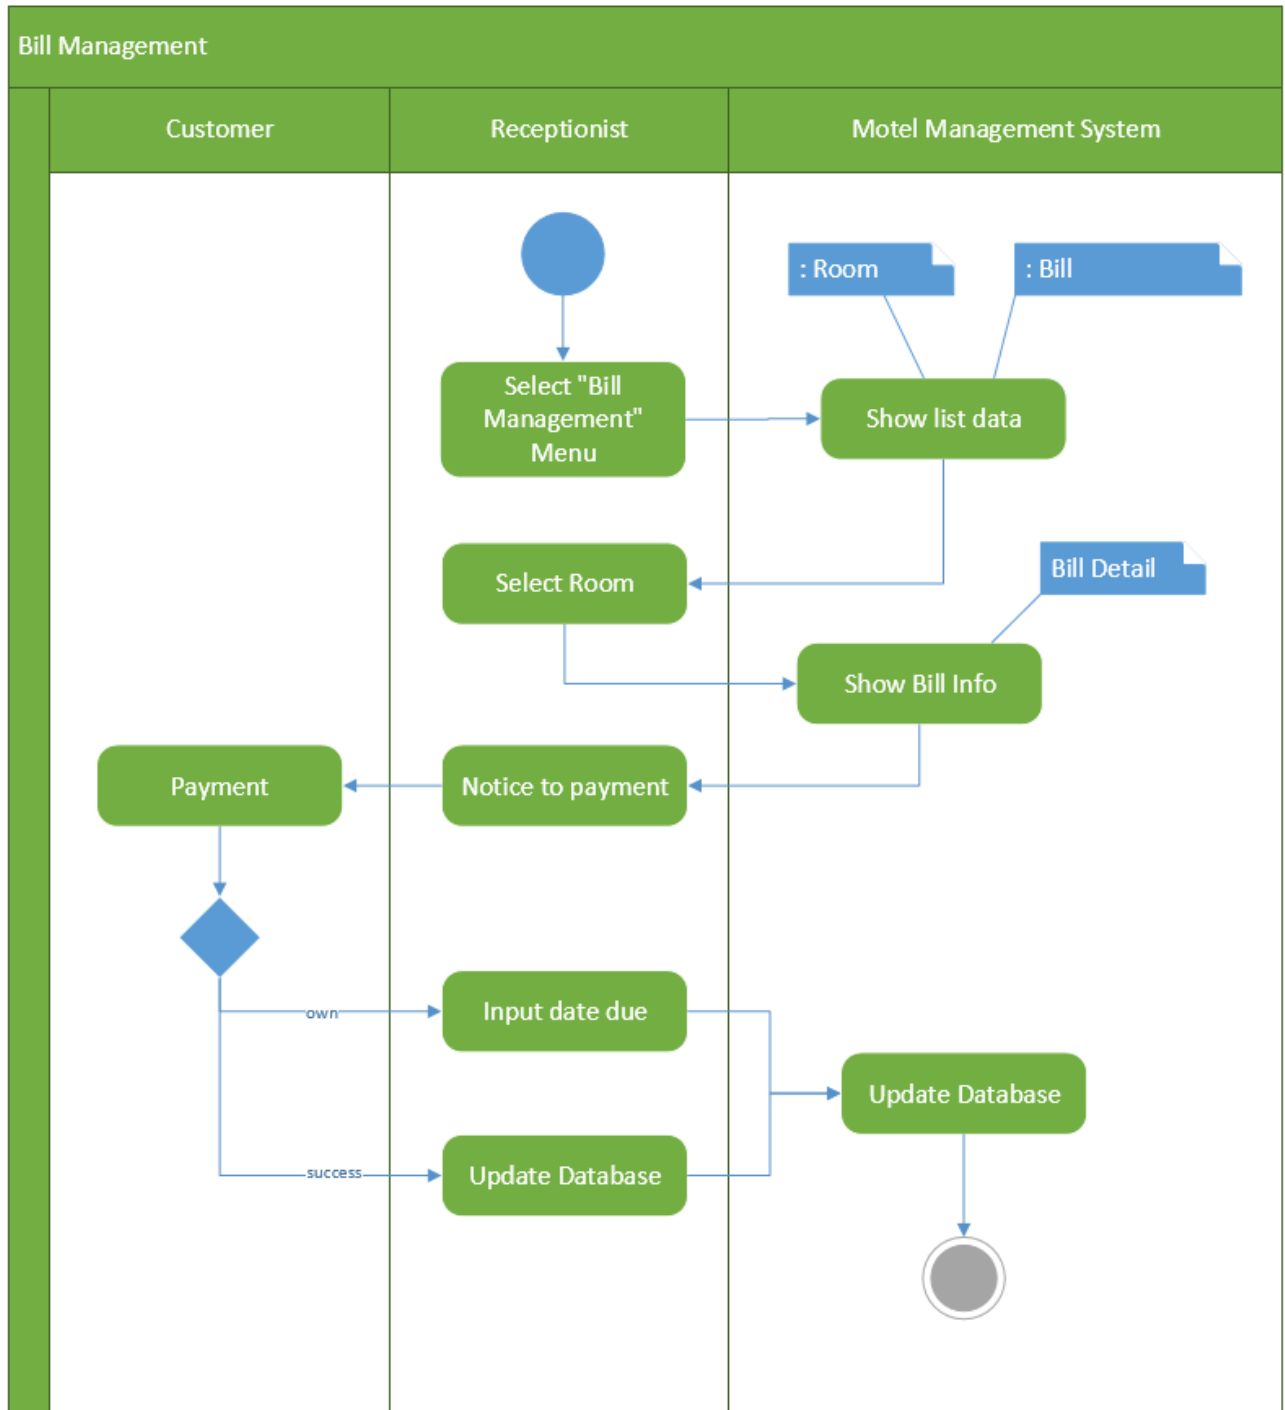 Bill Management
Customer
Receptionist
Motel Management System
: Room
: Bill
Select "Bill
Management"
Menu
Show list data
Select Room
Bill Detail
Show Bill Info
Payment
Notice to payment
own
Input date due
Update Database
success
Update Database